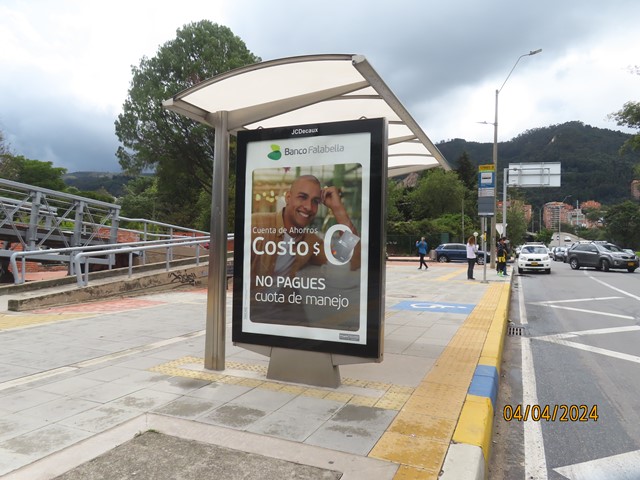 JCDecaux
Banco Falabella
Cuenta de Ahorros
Costo $0
NO PAGUES
cuota de manejo
04/04/2024